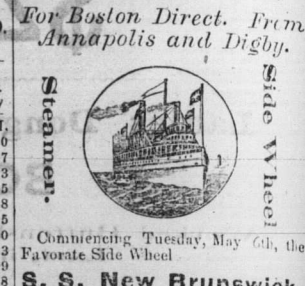 For Boston Direct. From
Annapolis and Digby.
Steamer.
Side Wheel
Commencing Tuesday, May 6th, the
Favorate Side Wheel
S. S. New Brunswick